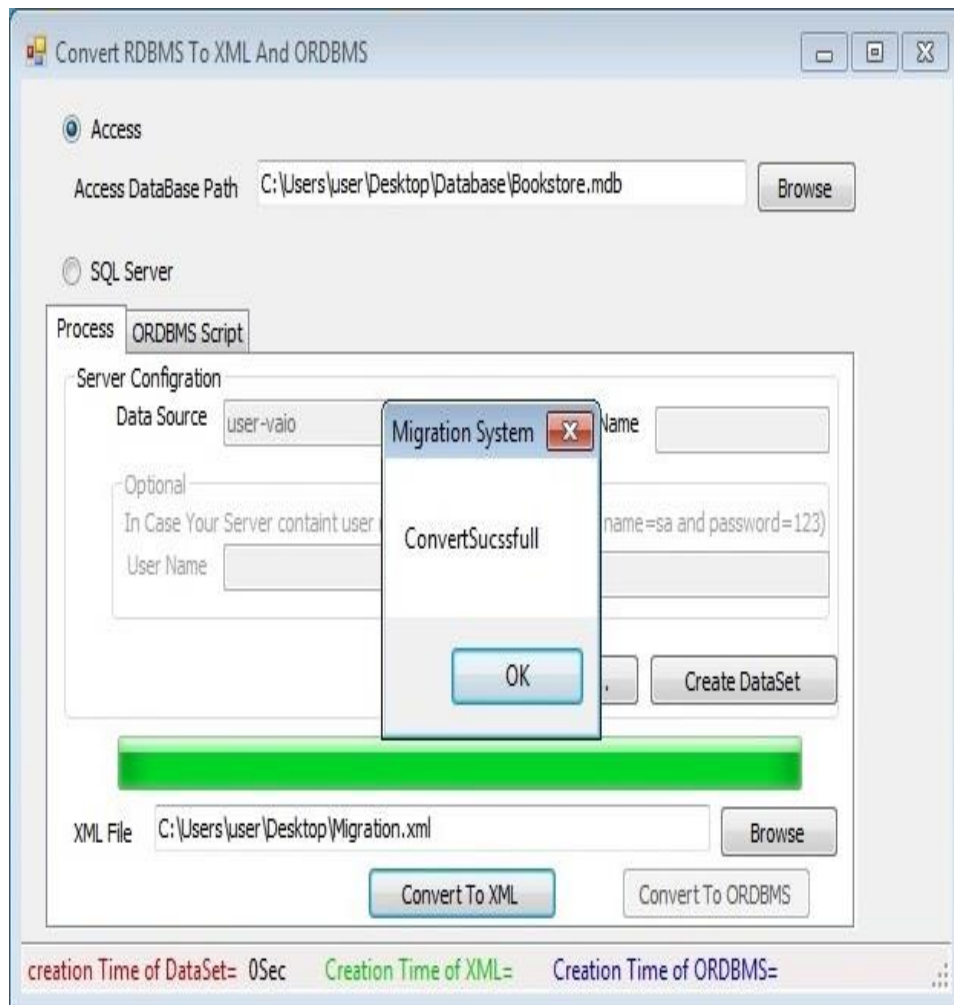 Convert RDBMS To XML And ORDBMS
Access
Access DataBase Path C:\Users\user\Desktop\Database\Bookstore.mdb Browse
SQL Server
Process ORDBMS Script
Server Configration
Data Source user-vaio Name
Migration System
Optional
In Case Your Server containt user name=sa and password=123)
ConvertSucssfull
User Name
OK
. Create DataSet
XML File C:\Users\user\Desktop\Migration.xml Browse
Convert To XML Convert To ORDBMS
creation Time of DataSet= 0Sec Creation Time of XML= Creation Time of ORDBMS=